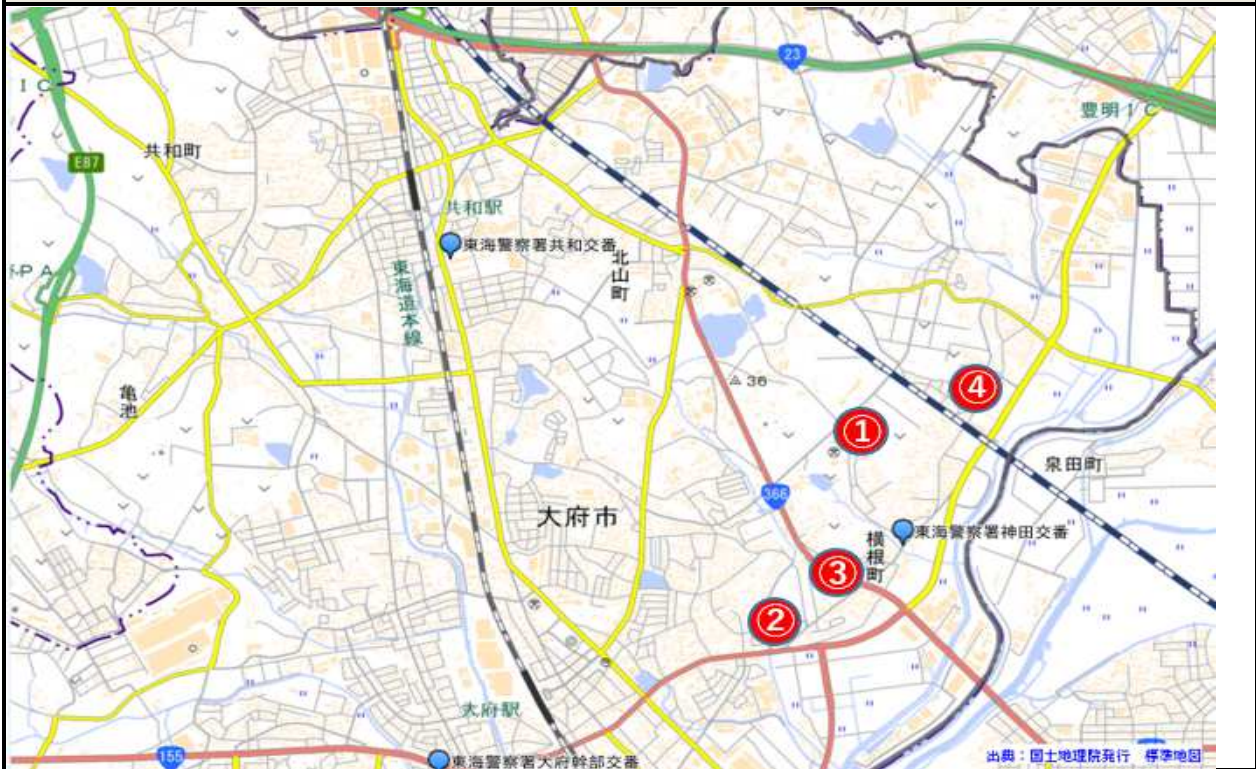 23
ＩＣ
豊明ＩＣ
共和町
E87
共和駅
東海警察署共和交番
北山町
ＰＡ
東海道本線
36
④
亀池
①
泉田町
366
大府市
東海警察署神田交番
横根町
③
②
大府駅
155
東海警察署大府幹部交番
出典：国土地理院発行　標準地図